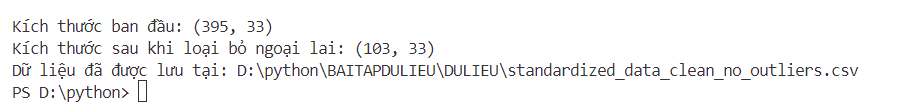 Kích thước ban đầu: (395, 33)
Kích thước sau khi loại bỏ ngoại lai: (103, 33)
Dữ liệu đã được lưu tại: D:\python\BAITAPDULIEU\DULIEU\standardized_data_clean_no_outliers.csv
PS D:\python>